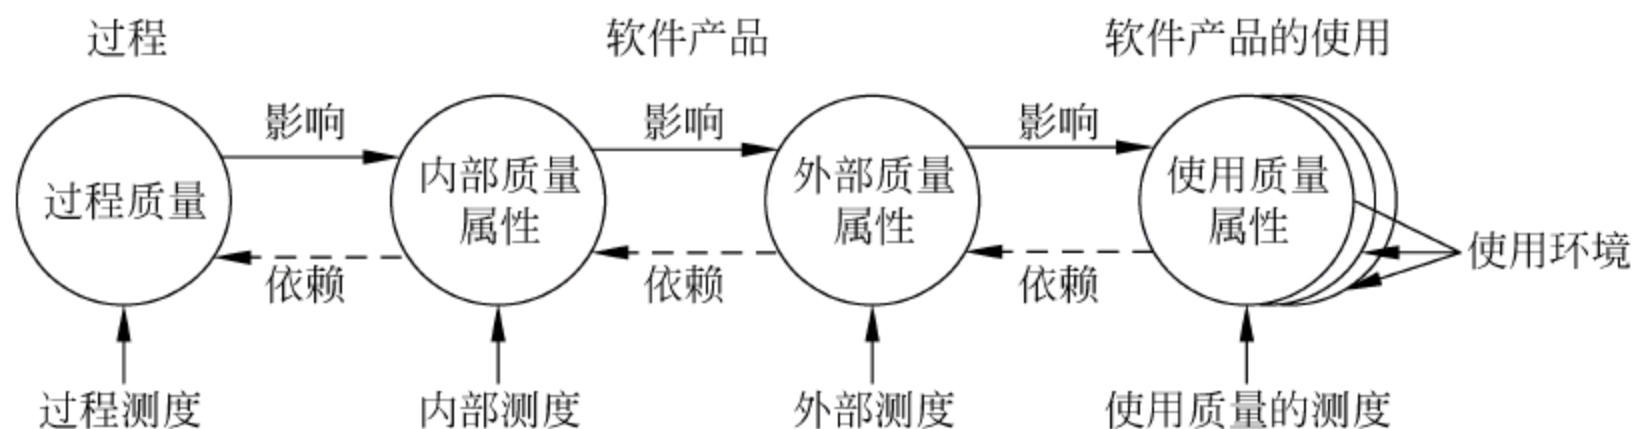 过程
软件产品
软件产品的使用
影响
影响
影响
过程质量
内部质量
属性
外部质量
属性
使用质量
属性
使用环境
依赖
依赖
依赖
过程测度
内部测度
外部测度
使用质量的测度